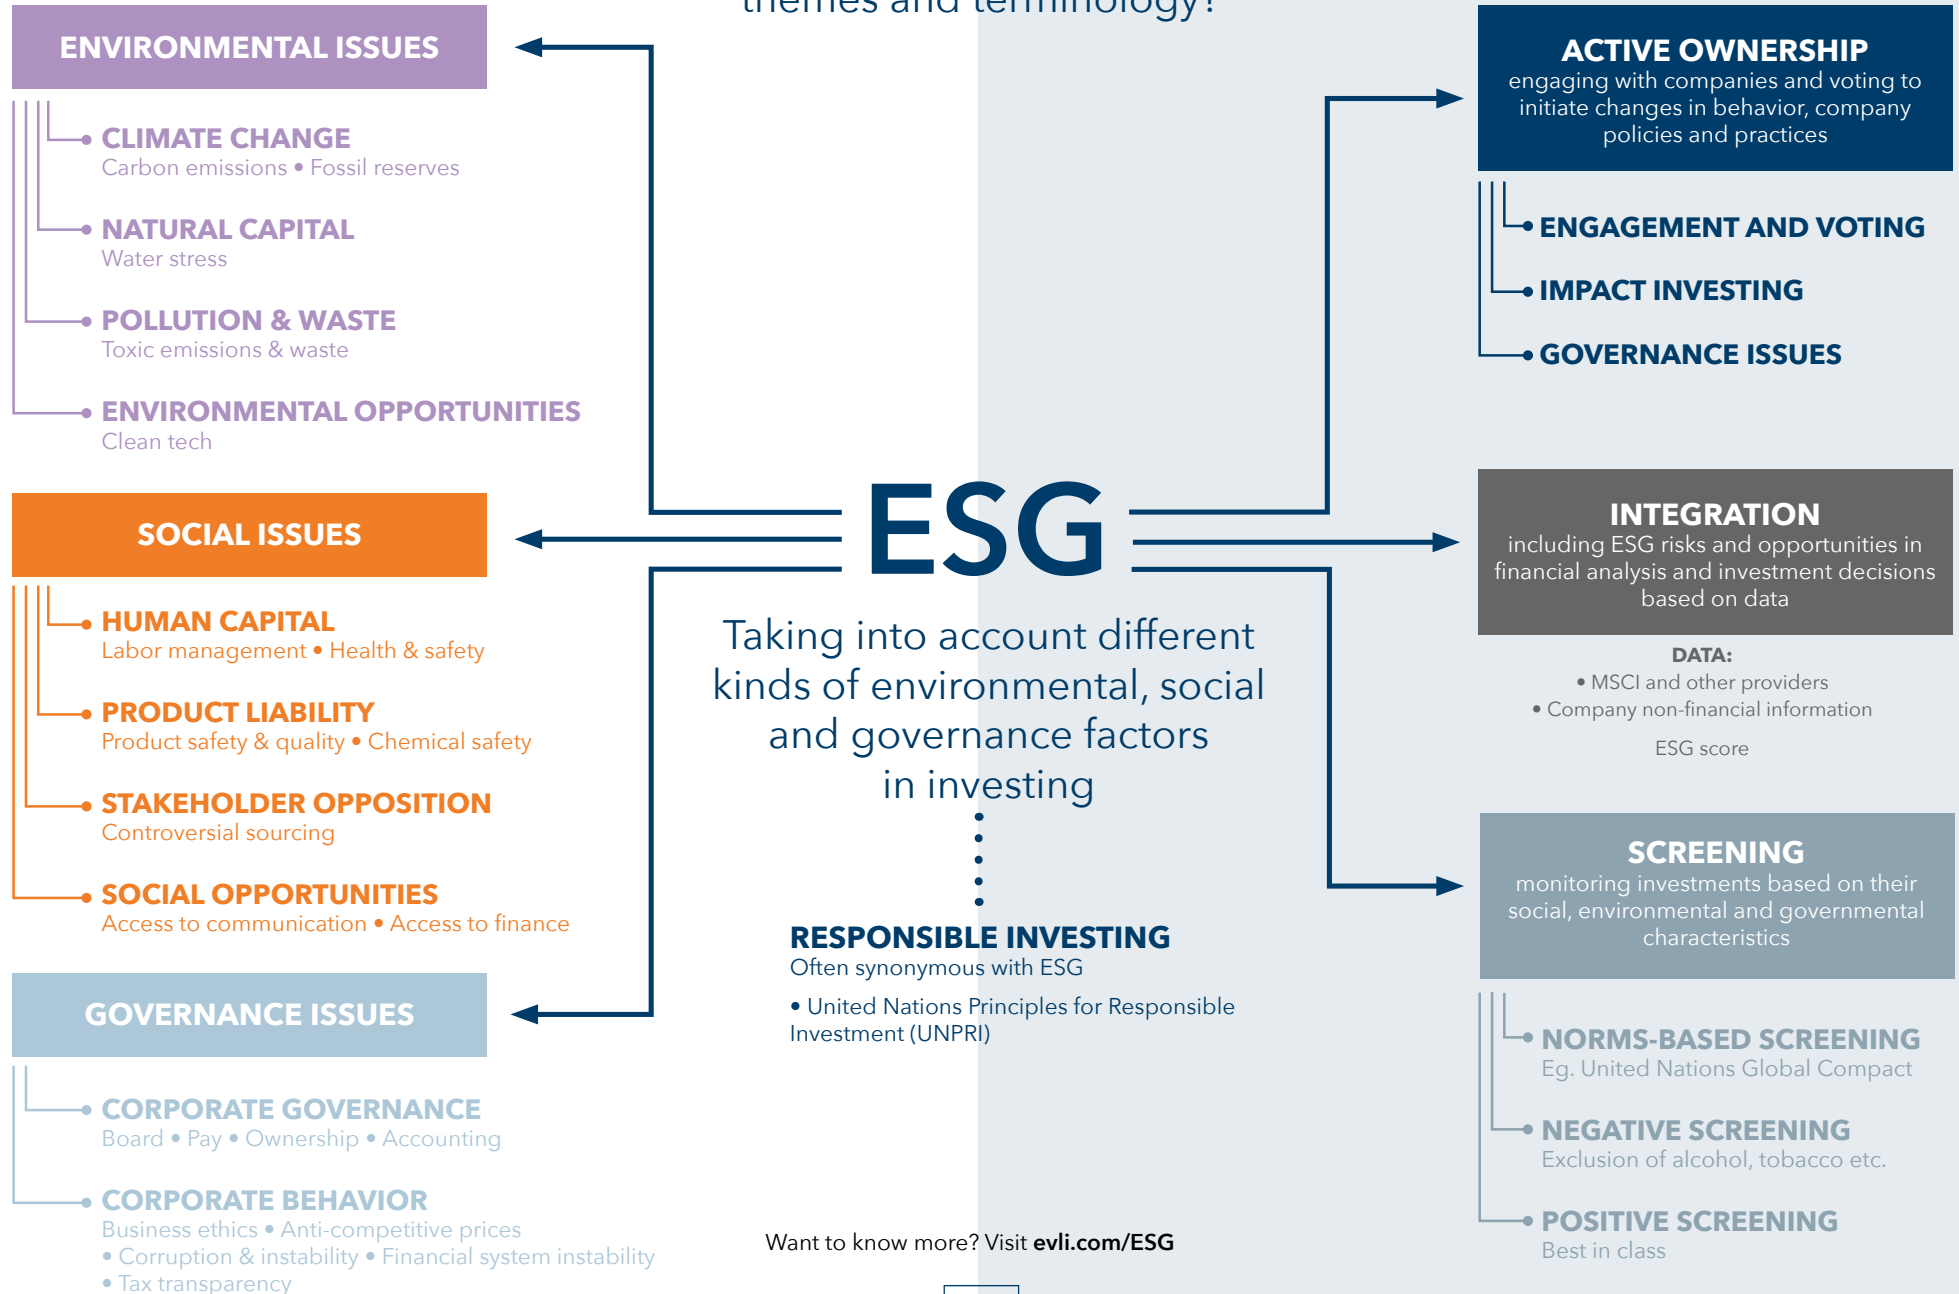 themes and terminology?
ENVIRONMENTAL ISSUES
CLIMATE CHANGE
Carbon emissions • Fossil reserves
NATURAL CAPITAL
Water stress
POLLUTION & WASTE
Toxic emissions & waste
ENVIRONMENTAL OPPORTUNITIES
Clean tech
SOCIAL ISSUES
HUMAN CAPITAL
Labor management • Health & safety
PRODUCT LIABILITY
Product safety & quality • Chemical safety
STAKEHOLDER OPPOSITION
Controversial sourcing
SOCIAL OPPORTUNITIES
Access to communication • Access to finance
GOVERNANCE ISSUES
CORPORATE GOVERNANCE
Board • Pay • Ownership • Accounting
CORPORATE BEHAVIOR
Business ethics • Anti-competitive prices
• Corruption & instability • Financial system instability
• Tax transparency
ESG
Taking into account different
kinds of environmental, social
and governance factors
in investing
RESPONSIBLE INVESTING
Often synonymous with ESG
• United Nations Principles for Responsible
Investment (UNPRI)
Want to know more? Visit evli.com/ESG
ACTIVE OWNERSHIP
engaging with companies and voting to
initiate changes in behavior, company
policies and practices
ENGAGEMENT AND VOTING
IMPACT INVESTING
GOVERNANCE ISSUES
INTEGRATION
including ESG risks and opportunities in
financial analysis and investment decisions
based on data
DATA:
• MSCI and other providers
• Company non-financial information
ESG score
SCREENING
monitoring investments based on their
social, environmental and governmental
characteristics
NORMS-BASED SCREENING
Eg. United Nations Global Compact
NEGATIVE SCREENING
Exclusion of alcohol, tobacco etc.
POSITIVE SCREENING
Best in class